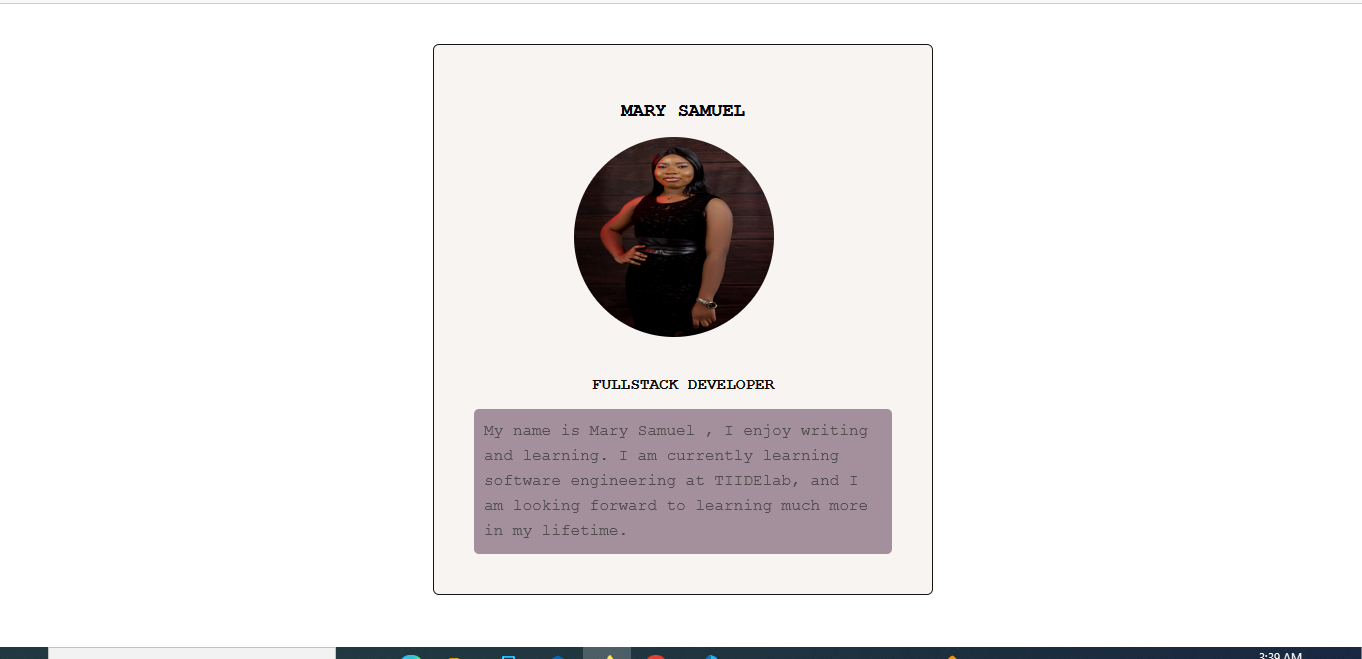 MARY SAMUEL
FULLSTACK DEVELOPER
My name is Mary Samuel , I enjoy writing
and learning. I am currently learning
software engineering at TIIDElab, and I
am looking forward to learning much more
in my lifetime.
3:39 AM